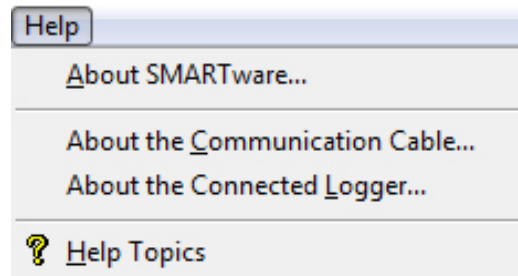 Help
About SMARTware...
About the Communication Cable...
About the Connected Logger...
Help Topics